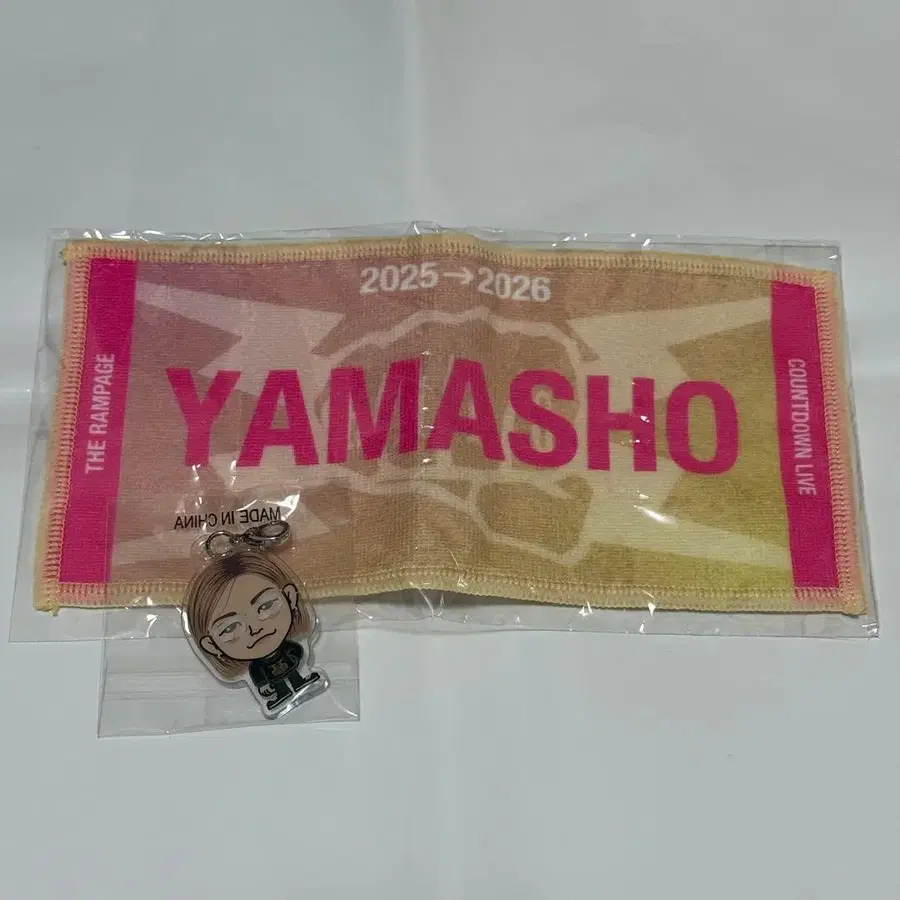 2025→2026
THE RAMPAGE
YAMASHO
COUNTDOWN LIVE
MADE IN CHINA